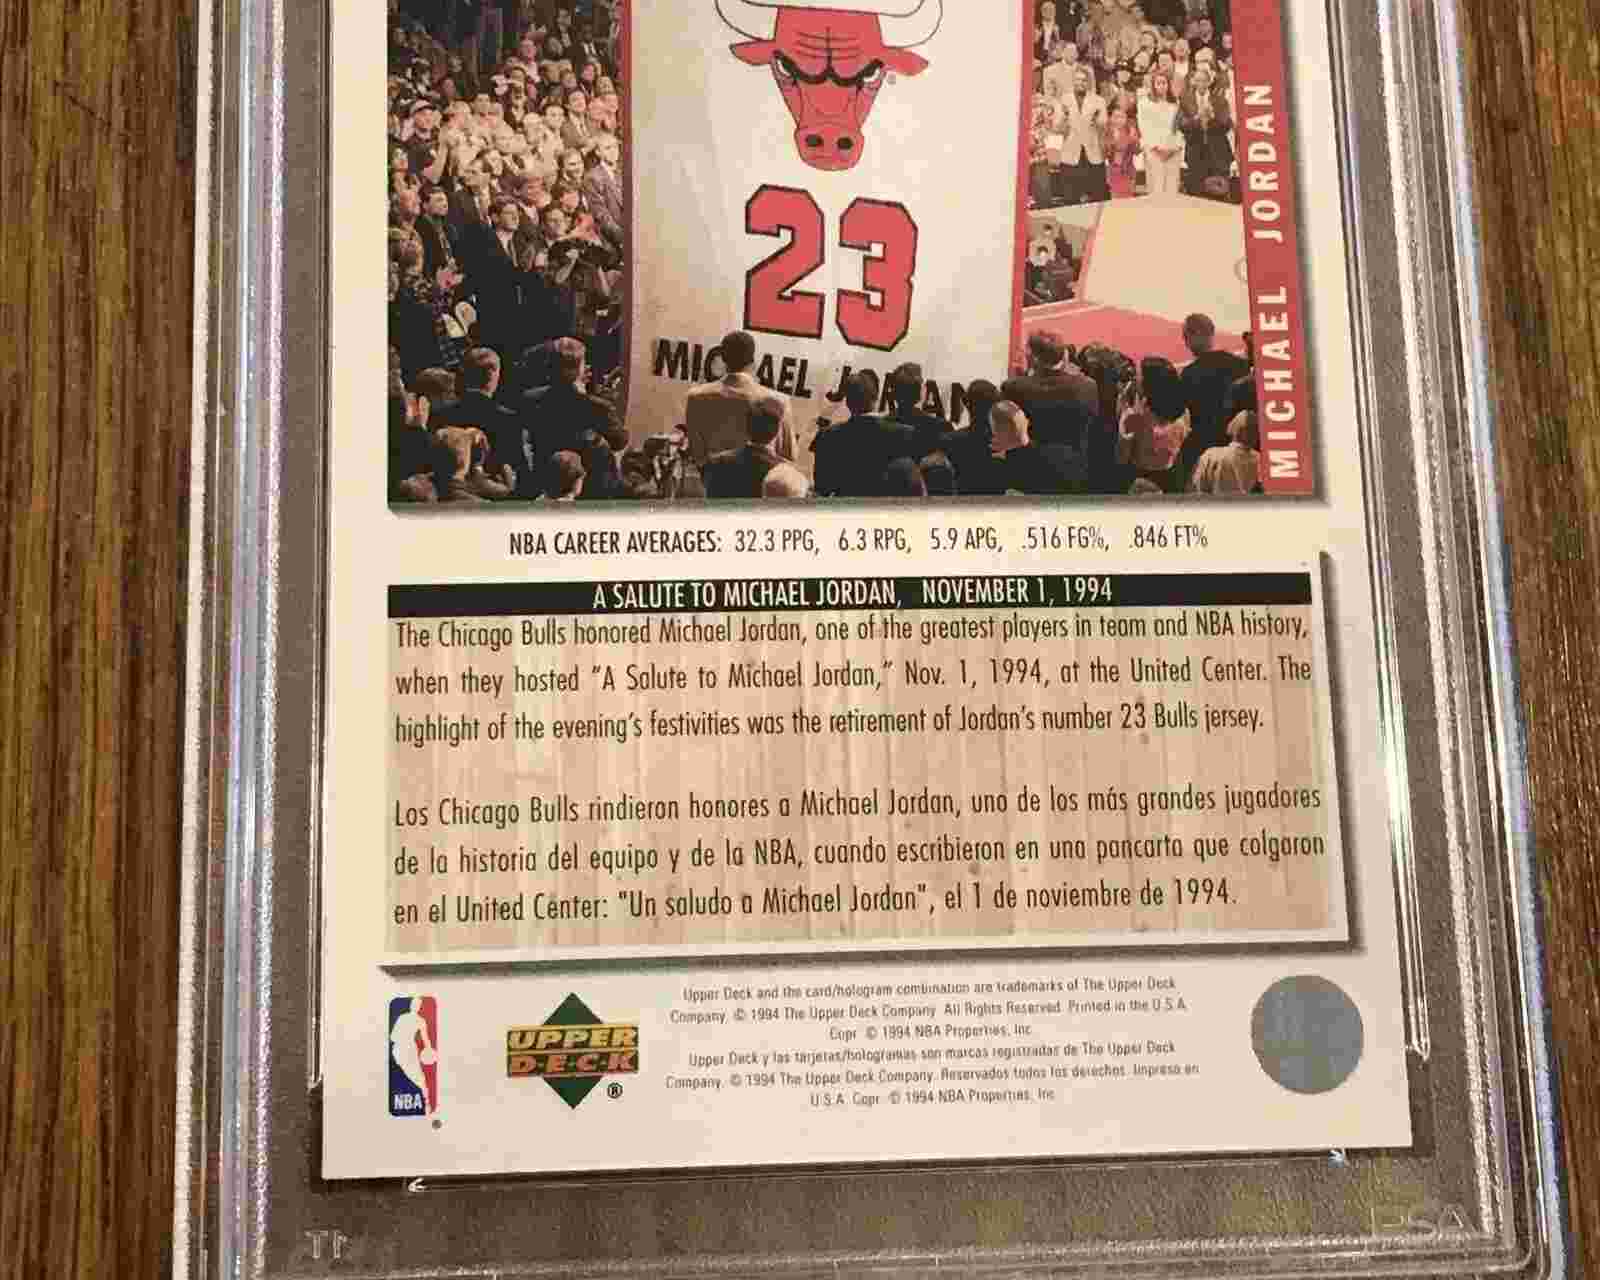 23
MICHAEL JORDAN
MICHAEL JORDAN
NBA CAREER AVERAGES: 32.3 PPG, 6.3 RPG, 5.9 APG, .516 FG%, .846 FT%
A SALUTE TO MICHAEL JORDAN, NOVEMBER 1, 1994
The Chicago Bulls honored Michael Jordan, one of the greatest players in team and NBA history,
when they hosted “A Salute to Michael Jordan,” Nov. 1, 1994, at the United Center. The
highlight of the evening’s festivities was the retirement of Jordan’s number 23 Bulls jersey.
Los Chicago Bulls rindieron honores a Michael Jordan, uno de los más grandes jugadores
de la historia del equipo y de la NBA, cuando escribieron en una pancarta que colgaron
en el United Center: "Un saludo a Michael Jordan", el 1 de noviembre de 1994.
NBA
UPPER
D·E·C·K
®
Upper Deck and the card/hologram combination are trademarks of The Upper Deck
Company. © 1994 The Upper Deck Company. All Rights Reserved. Printed in the U.S.A.
Copr. © 1994 NBA Properties, Inc.
Upper Deck y las tarjetas/hologramas son marcas registradas de The Upper Deck
Company. © 1994 The Upper Deck Company. Reservados todos los derechos. Impreso en
U.S.A. Copr. © 1994 NBA Properties, Inc.
PSA